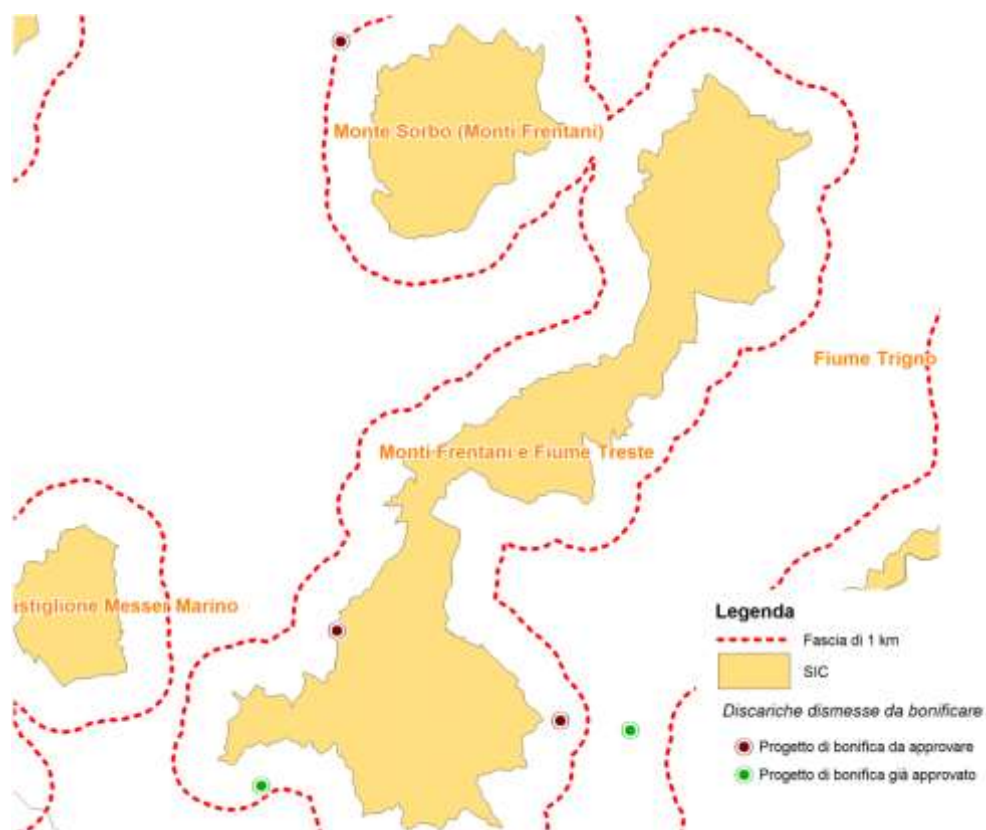 Monte Sorbo (Monti Frentani)
Fiume Trigno
Monti Frentani e Fiume Treste
istiglione Messer Marino
Legenda
Fascia di 1 km
SIC
Discariche dismesse da bonificare
Progetto di bonifica da approvare
Progetto di bonifica già approvato